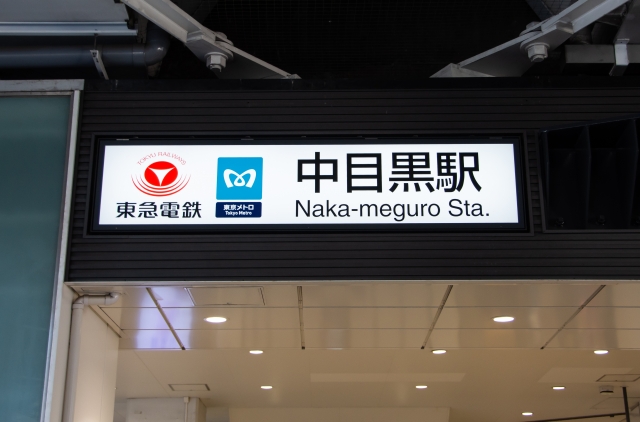 TOKYU RAILWAYS
東急電鉄
東京メトロ
Tokyo Metro
中目黒駅
Naka-meguro Sta.